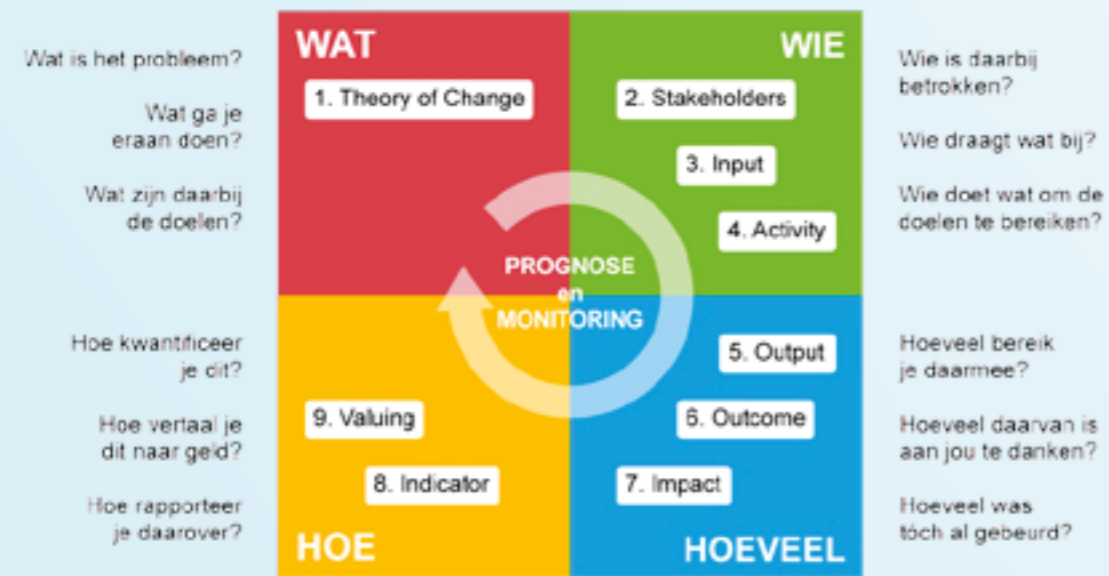 WAT
Wat is het probleem?
Wat ga je
eraan doen?
Wat zijn daarbij
de doelen?
1. Theory of Change
WIE
2. Stakeholders
3. Input
4. Activity
Wie is daarbij
betrokken?
Wie draagt wat bij?
Wie doet wat om de
doelen te bereiken?
PROGNOSE
en
MONITORING
Hoe kwantificeer
je dit?
Hoe vertaal je
dit naar geld?
Hoe rapporteer
je daarover?
9. Valuing
8. Indicator
HOE
5. Output
6. Outcome
7. Impact
HOEVEEL
Hoeveel bereik
je daarmee?
Hoeveel daarvan is
aan jou te danken?
Hoeveel was
tóch al gebeurd?